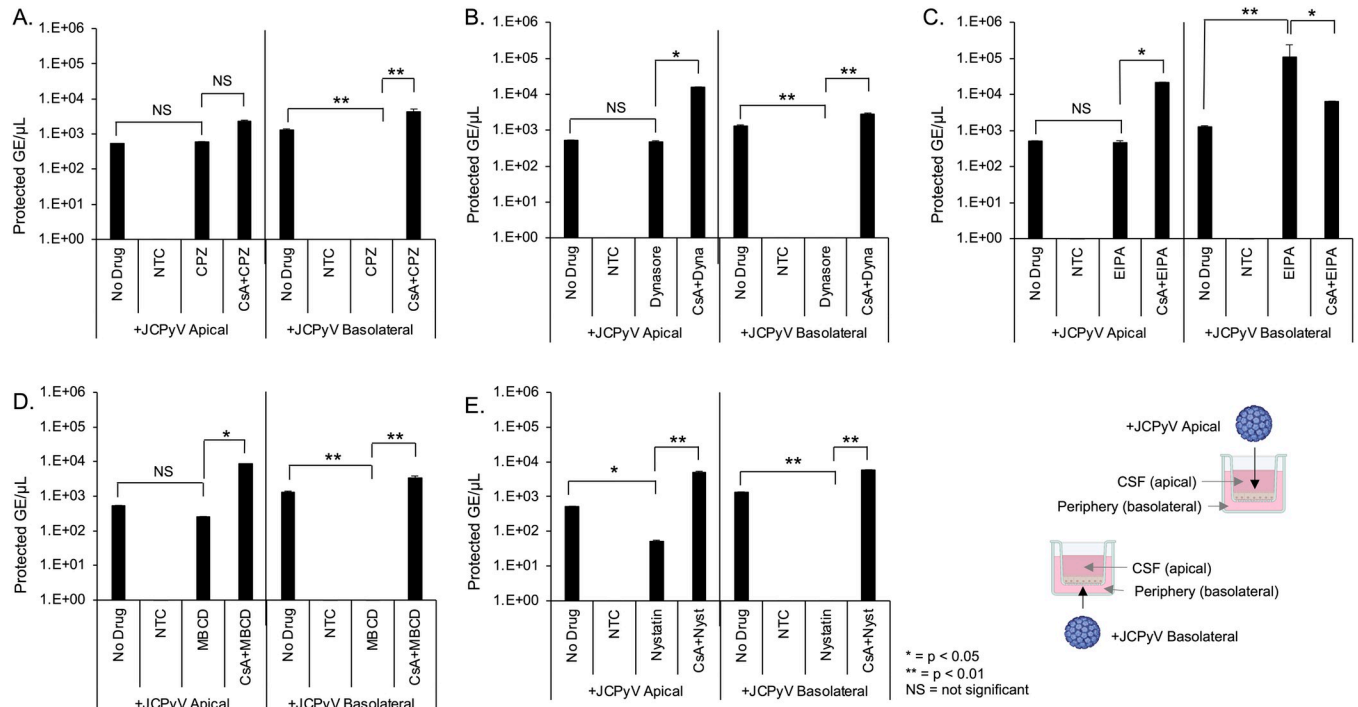 A.
Protected GE/µL
1.E+06
1.E+05
1.E+04
1.E+03
1.E+02
1.E+01
1.E+00
NS
NS
**
**
No Drug
NTC
CPZ
CsA+CPZ
No Drug
NTC
CPZ
CsA+CPZ
+JCPyV Apical
+JCPyV Basolateral
B.
Protected GE/µL
1.E+06
1.E+05
1.E+04
1.E+03
1.E+02
1.E+01
1.E+00
NS
*
**
**
No Drug
NTC
Dynasore
CsA+Dyna
No Drug
NTC
Dynasore
CsA+Dyna
+JCPyV Apical
+JCPyV Basolateral
C.
Protected GE/µL
1.E+06
1.E+05
1.E+04
1.E+03
1.E+02
1.E+01
1.E+00
NS
*
**
*
No Drug
NTC
EIPA
CsA+EIPA
No Drug
NTC
EIPA
CsA+EIPA
+JCPyV Apical
+JCPyV Basolateral
D.
Protected GE/µL
1.E+06
1.E+05
1.E+04
1.E+03
1.E+02
1.E+01
1.E+00
NS
*
**
**
No Drug
NTC
MBCD
CsA+MBCD
No Drug
NTC
MBCD
CsA+MBCD
+JCPyV Apical
+JCPyV Basolateral
E.
Protected GE/µL
1.E+06
1.E+05
1.E+04
1.E+03
1.E+02
1.E+01
1.E+00
*
**
**
**
No Drug
NTC
Nystatin
CsA+Nyst
No Drug
NTC
Nystatin
CsA+Nyst
+JCPyV Apical
+JCPyV Basolateral
* = p < 0.05
** = p < 0.01
NS = not significant
+JCPyV Apical
CSF (apical)
Periphery (basolateral)
CSF (apical)
Periphery (basolateral)
+JCPyV Basolateral